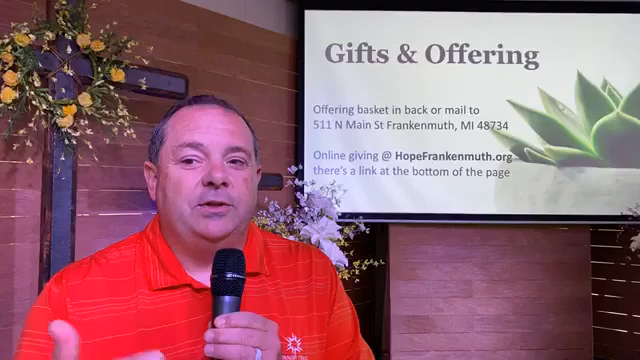 Gifts & Offering
Offering basket in back or mail to
511 N Main St Frankenmuth, MI 48734
Online giving @ HopeFrankenmuth.org
there's a link at the bottom of the page